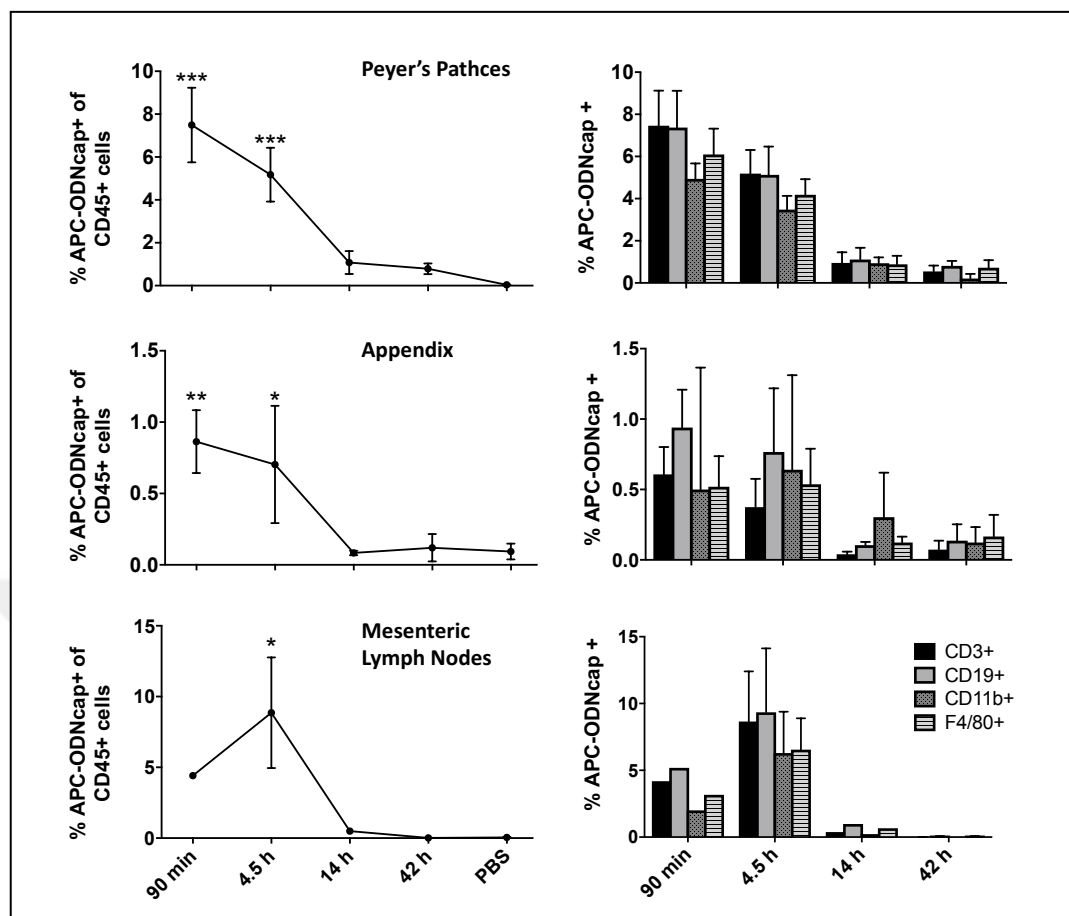 % APC-ODNcap+ of
CD45+ cells
10
8
6
4
2
0
***
***
Peyer's Pathces
% APC-ODNcap +
10
8
6
4
2
0
% APC-ODNcap+ of
CD45+ cells
1.5
1.0
0.5
0.0
**
*
Appendix
% APC-ODNcap +
1.5
1.0
0.5
0.0
% APC-ODNcap+ of
CD45+ cells
15
10
5
0
*
Mesenteric
Lymph Nodes
90 min
4.5 h
14 h
42 h
PBS
% APC-ODNcap +
15
10
5
0
CD3+
CD19+
CD11b+
F4/80+
90 min
4.5 h
14 h
42 h